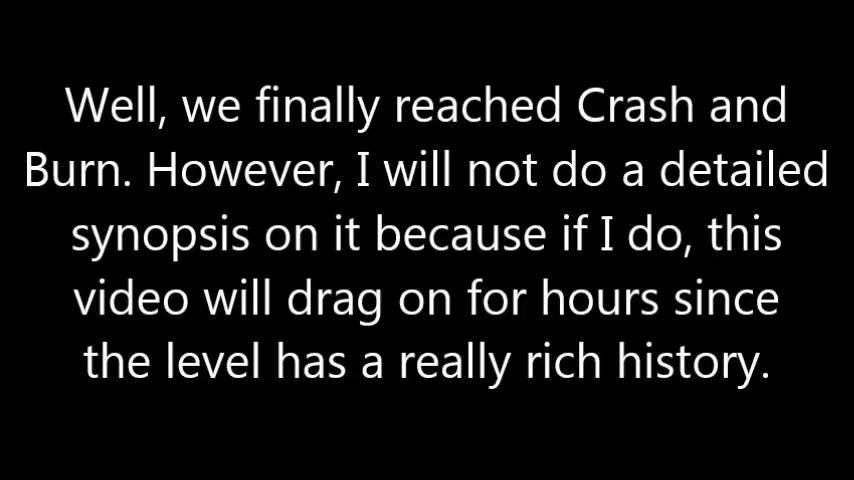 Well, we finally reached Crash and
Burn. However, I will not do a detailed
synopsis on it because if I do, this
video will drag on for hours since
the level has a really rich history.